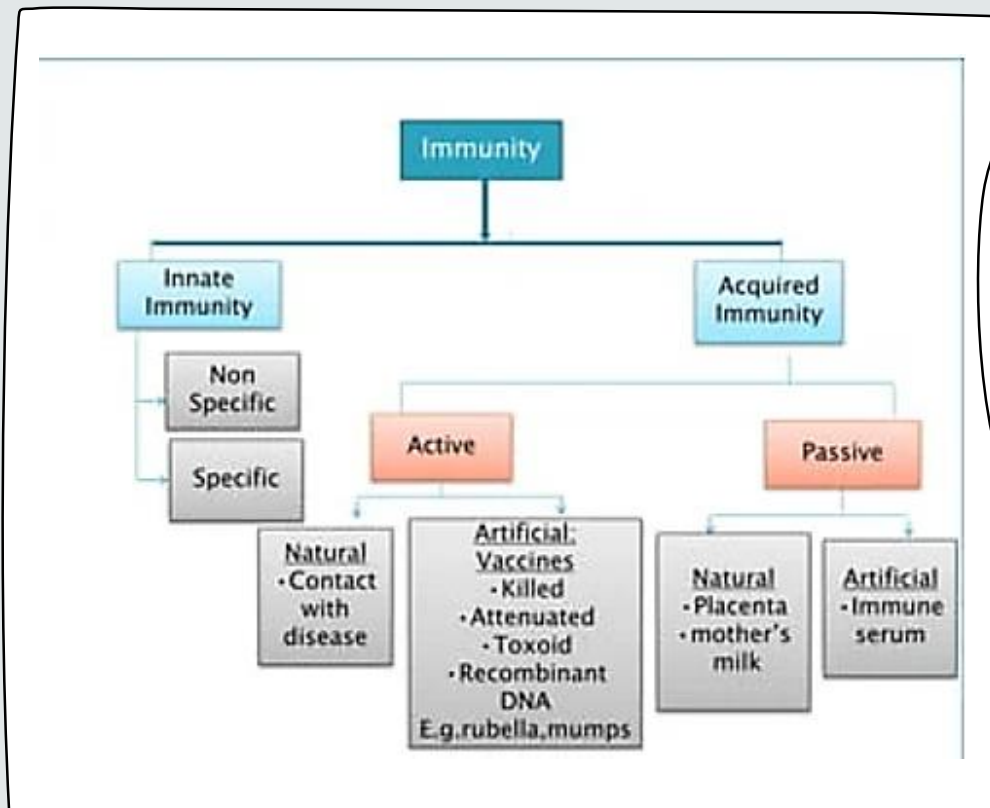 Immunity
Innate
Immunity
Acquired
Immunity
Non
Specific
Specific
Active
Passive
Natural
•Contact
with
disease
Artificial:
Vaccines
•Killed
•Attenuated
•Toxoid
•Recombinant
DNA
E.g.rubella,mumps
Natural
•Placenta
•mother's
milk
Artificial
•Immune
serum